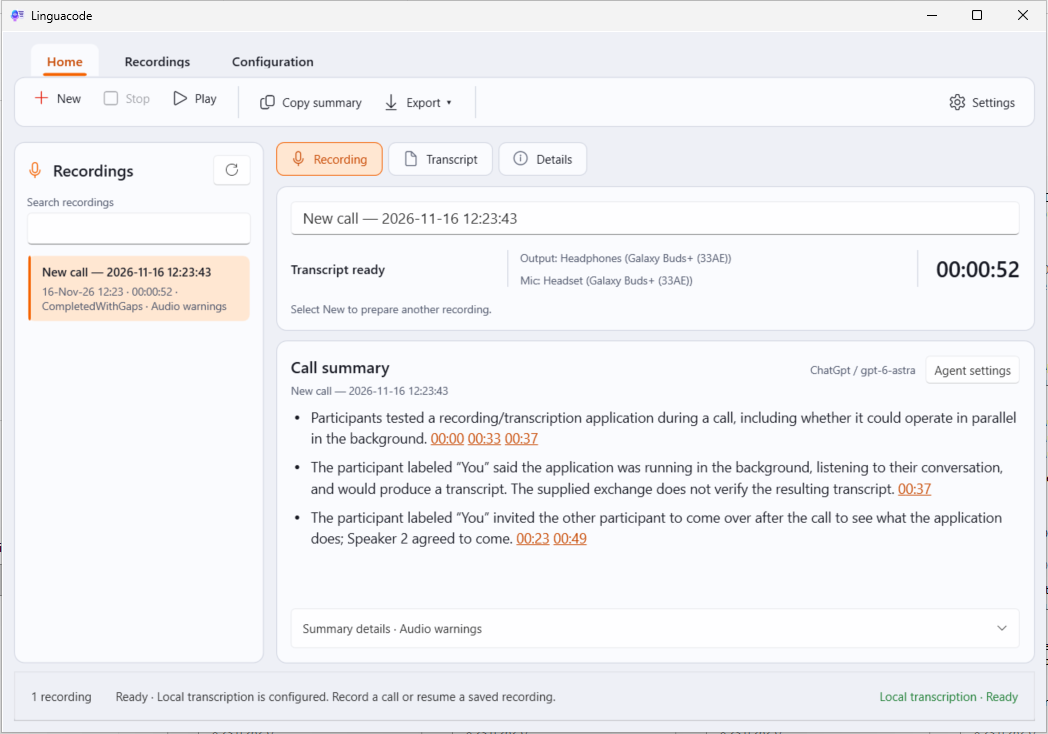 Linguacode
Home Recordings Configuration
New Stop Play Copy summary Export Settings
Recordings
Search recordings
New call — 2026-11-16 12:23:43
16-Nov-26 12:23 · 00:00:52 ·
CompletedWithGaps · Audio warnings
Recording Transcript Details
New call — 2026-11-16 12:23:43
Transcript ready
Output: Headphones (Galaxy Buds+ (33AE))
Mic: Headset (Galaxy Buds+ (33AE))
00:00:52
Select New to prepare another recording.
Call summary
ChatGpt / gpt-6-astra Agent settings
New call — 2026-11-16 12:23:43
• Participants tested a recording/transcription application during a call, including whether it could operate in parallel
in the background. 00:00 00:33 00:37
• The participant labeled “You” said the application was running in the background, listening to their conversation,
and would produce a transcript. The supplied exchange does not verify the resulting transcript. 00:37
• The participant labeled “You” invited the other participant to come over after the call to see what the application
does; Speaker 2 agreed to come. 00:23 00:49
Summary details · Audio warnings
1 recording Ready · Local transcription is configured. Record a call or resume a saved recording. Local transcription · Ready